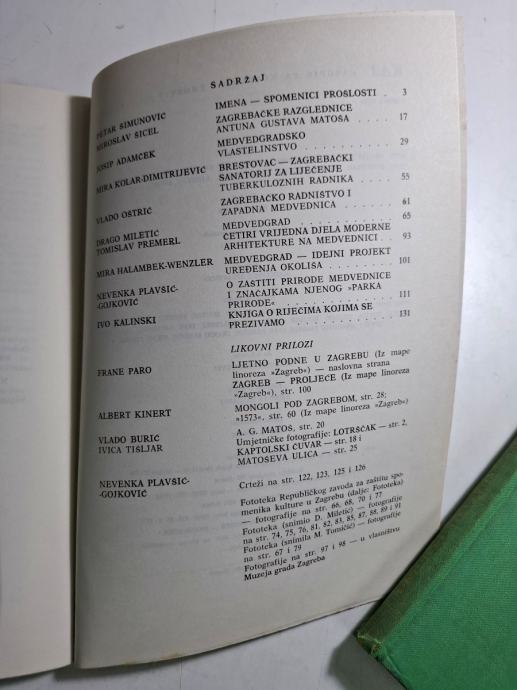 SADRŽAJ
PETAR ŠIMUNOVIĆ IMENA — SPOMENICI PROŠLOSTI . 3
MIROSLAV ŠICEL ZAGREBAČKE RAZGLEDNICE
ANTUNA GUSTAVA MATOŠA . . . 17
JOSIP ADAMČEK MEDVEDGRADSKO
VLASTELINSTVO . . . . . . 29
MIRA KOLAR-DIMITRIJEVIĆ BRESTOVAC — ZAGREBAČKI
SANATORIJ ZA LIJEČENJE
TUBERKULOZNIH RADNIKA . . . 55
VLADO OSTRIĆ ZAGREBAČKO RADNIŠTVO I
ZAPADNA MEDVEDNICA . . . . 61
DRAGO MILETIĆ MEDVEDGRAD . . . . . . . 65
TOMISLAV PREMERL ČETIRI VRIJEDNA DJELA MODERNE
ARHITEKTURE NA MEDVEDNICI . . 93
MIRA HALAMBEK-WENZLER MEDVEDGRAD — IDEJNI PROJEKT
UREĐENJA OKOLIŠA . . . . . 101
NEVENKA PLAVŠIĆ-
-GOJKOVIĆ O ZAŠTITI PRIRODE MEDVEDNICE
I ZNAČAJKAMA NJENOG »PARKA
PRIRODE« . . . . . . . . 111
IVO KALINSKI KNJIGA O RIJEČIMA KOJIMA SE
PREZIVAMO . . . . . . . 131
LIKOVNI PRILOZI
FRANE PARO LJETNO PODNE U ZAGREBU (Iz mape
linoreza »Zagreb«) — naslovna strana
ZAGREB — PROLJEĆE (Iz mape linoreza
»Zagreb«), str. 100
ALBERT KINERT MONGOLI POD ZAGREBOM, str. 28;
»1573«, str. 60 (Iz mape linoreza »Zagreb«)
VLADO BURIĆ A. G. MATOŠ, str. 20
IVICA TIŠLJAR Umjetničke fotografije: LOTRŠČAK — str. 2,
KAPTOLSKI ČUVAR — str. 18 i
MATOŠEVA ULICA — str. 25
NEVENKA PLAVŠIĆ-
-GOJKOVIĆ Crteži na str. 122, 123, 125 i 126
Fototeka Republičkog zavoda za zaštitu spo-
menika kulture u Zagrebu (dalje: Fototeka)
— fotografije na str. 66, 68, 70 i 77
Fototeka (snimio D. Miletić) — fotografije
na str. 74, 75, 76, 81, 82, 83, 85, 87, 88, 89 i 91
Fototeka (snimila M. Tomičić) — fotografije
na str. 67 i 79
Fotografije na str. 97 i 98 — u vlasništvu
Muzeja grada Zagreba